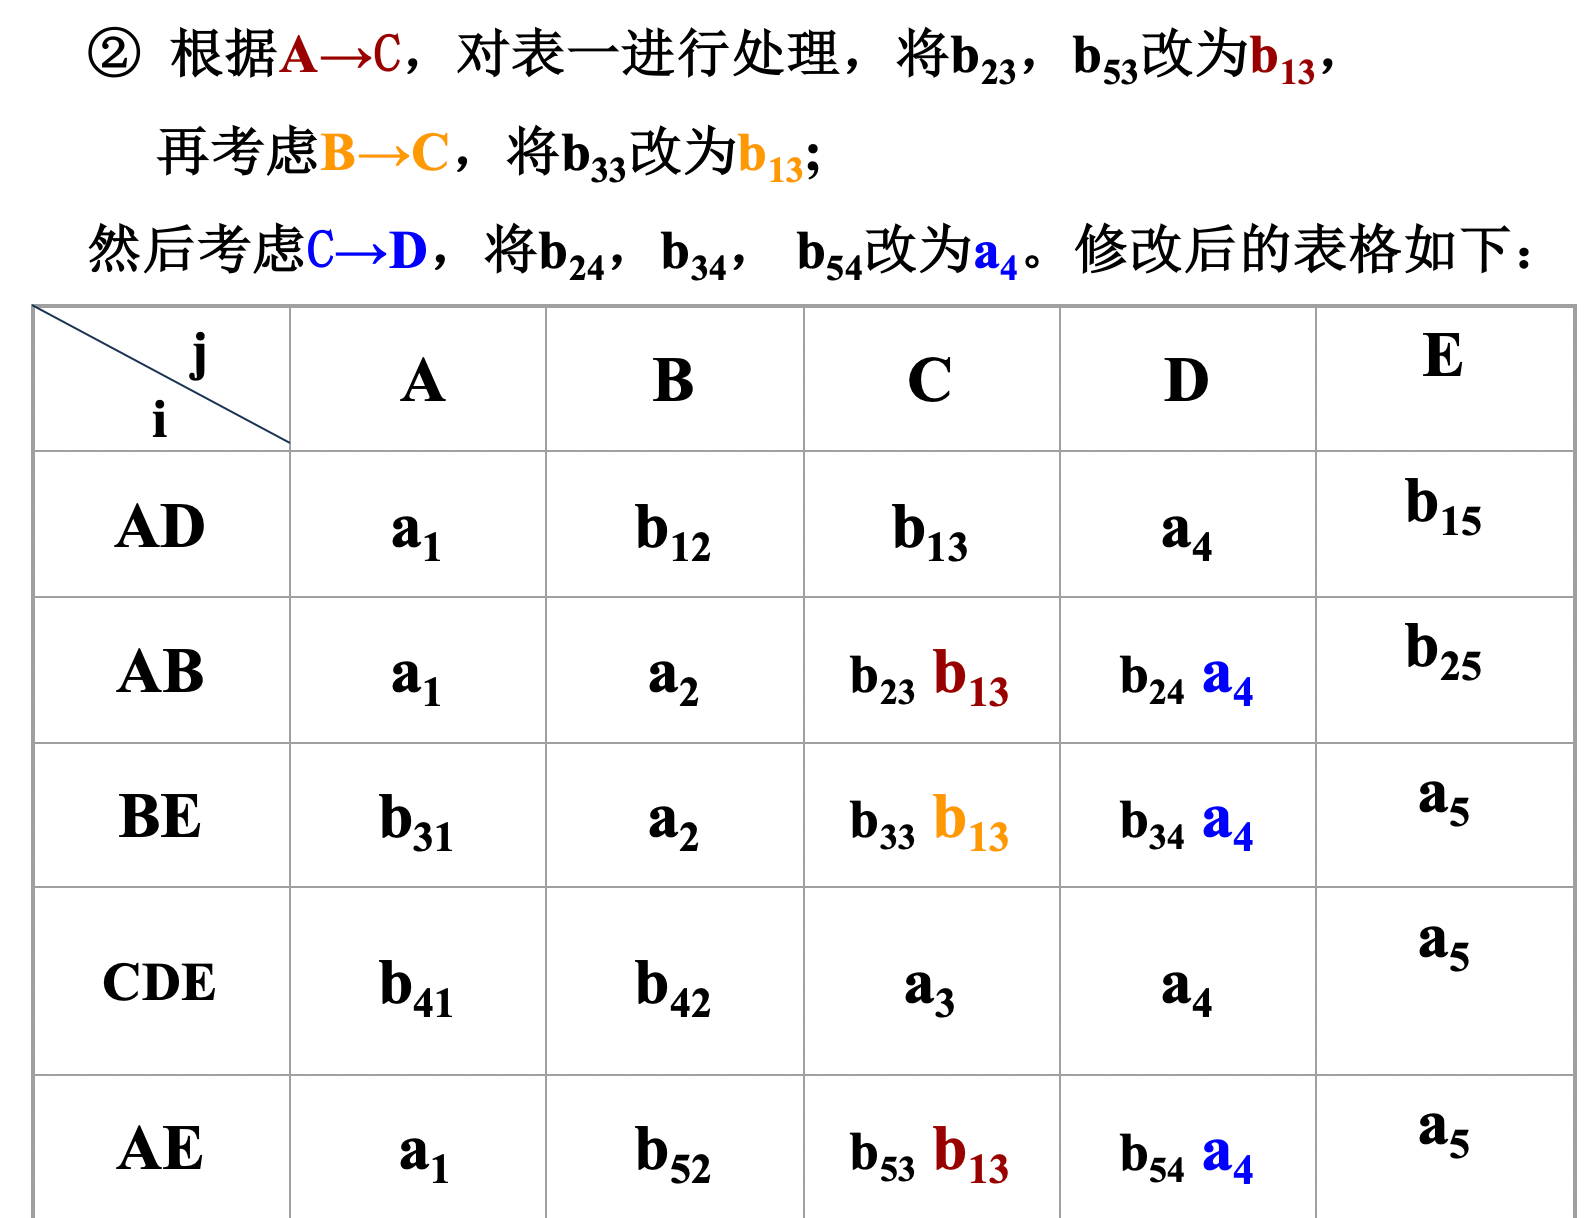 ② 根据A→C，对表一进行处理，将b23，b53改为b13，
再考虑B→C，将b33改为b13;
然后考虑C→D，将b24，b34， b54改为a4。修改后的表格如下：
j
i
A B C D E
AD a1 b12 b13 a4 b15
AB a1 a2 b23 b13 b24 a4 b25
BE b31 a2 b33 b13 b34 a4 a5
CDE b41 b42 a3 a4 a5
AE a1 b52 b53 b13 b54 a4 a5